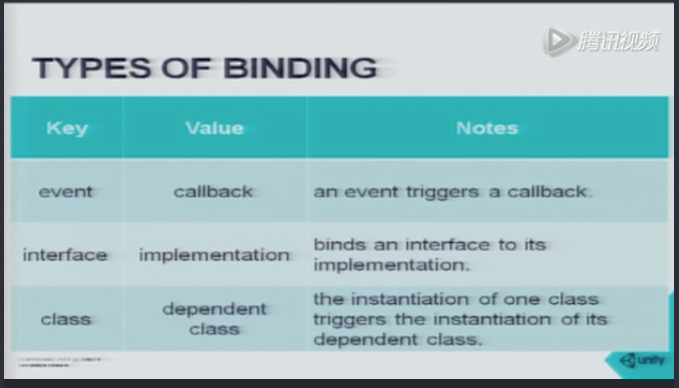 腾讯视频
TYPES OF BINDING
Key Value Notes
event callback an event triggers a callback.
interface implementation binds an interface to its
implementation.
class dependent
class the instantiation of one class
triggers the instantiation of its
dependent class.
unity